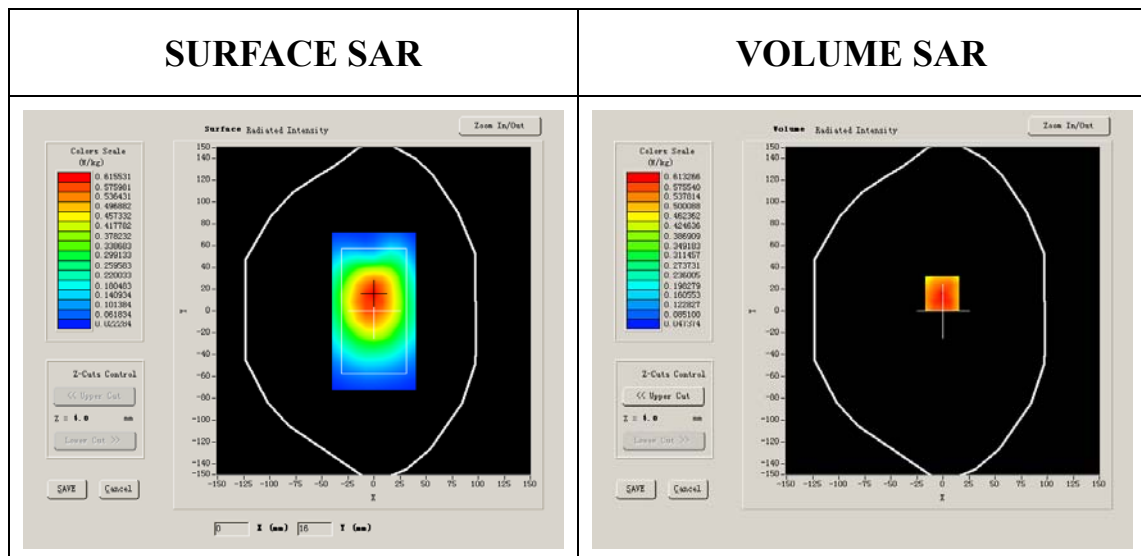 SURFACE SAR
VOLUME SAR
Surface Radiated Intensity
Zoom In/Out
Colors Scale
(W/kg)
0.615531
0.575981
0.536431
0.496882
0.457332
0.417782
0.378232
0.338683
0.299133
0.259583
0.220033
0.180483
0.140934
0.101384
0.061834
0.022284
150
140
120
100
80
60
40
20
0
-20
-40
-60
-80
-100
-120
-140
-150
Y
-150 -125 -100 -75 -50 -25 0 25 50 75 100 125 150
X
Z-Cuts Control
<< Upper Cut
Z = 4.0 mm
Lower Cut >>
SAVE Cancel
0 X (mm) 16 Y (mm)
Volume Radiated Intensity
Zoom In/Out
Colors Scale
(W/kg)
0.613266
0.575540
0.537814
0.500088
0.462362
0.424636
0.386909
0.349183
0.311457
0.273731
0.236005
0.198279
0.160553
0.122827
0.085100
0.047374
150
140
120
100
80
60
40
20
0
-20
-40
-60
-80
-100
-120
-140
-150
Y
-150 -125 -100 -75 -50 -25 0 25 50 75 100 125 150
X
Z-Cuts Control
<< Upper Cut
Z = 4.0 mm
Lower Cut >>
SAVE Cancel